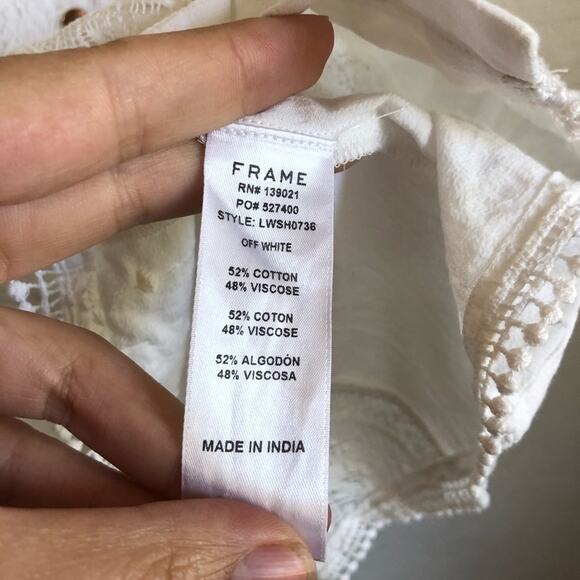 FRAME
RN# 139021
PO# 527400
STYLE: LWSH0736
OFF WHITE
52% COTTON
48% VISCOSE
52% COTON
48% VISCOSE
52% ALGODÓN
48% VISCOSA
MADE IN INDIA